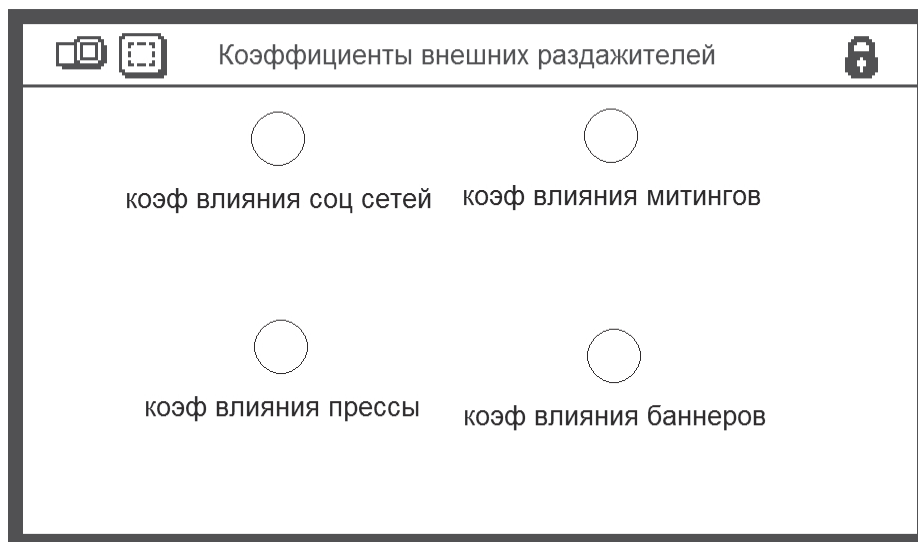 Коэффициенты внешних раздажителей
коэф влияния соц сетей
коэф влияния митингов
коэф влияния прессы
коэф влияния баннеров